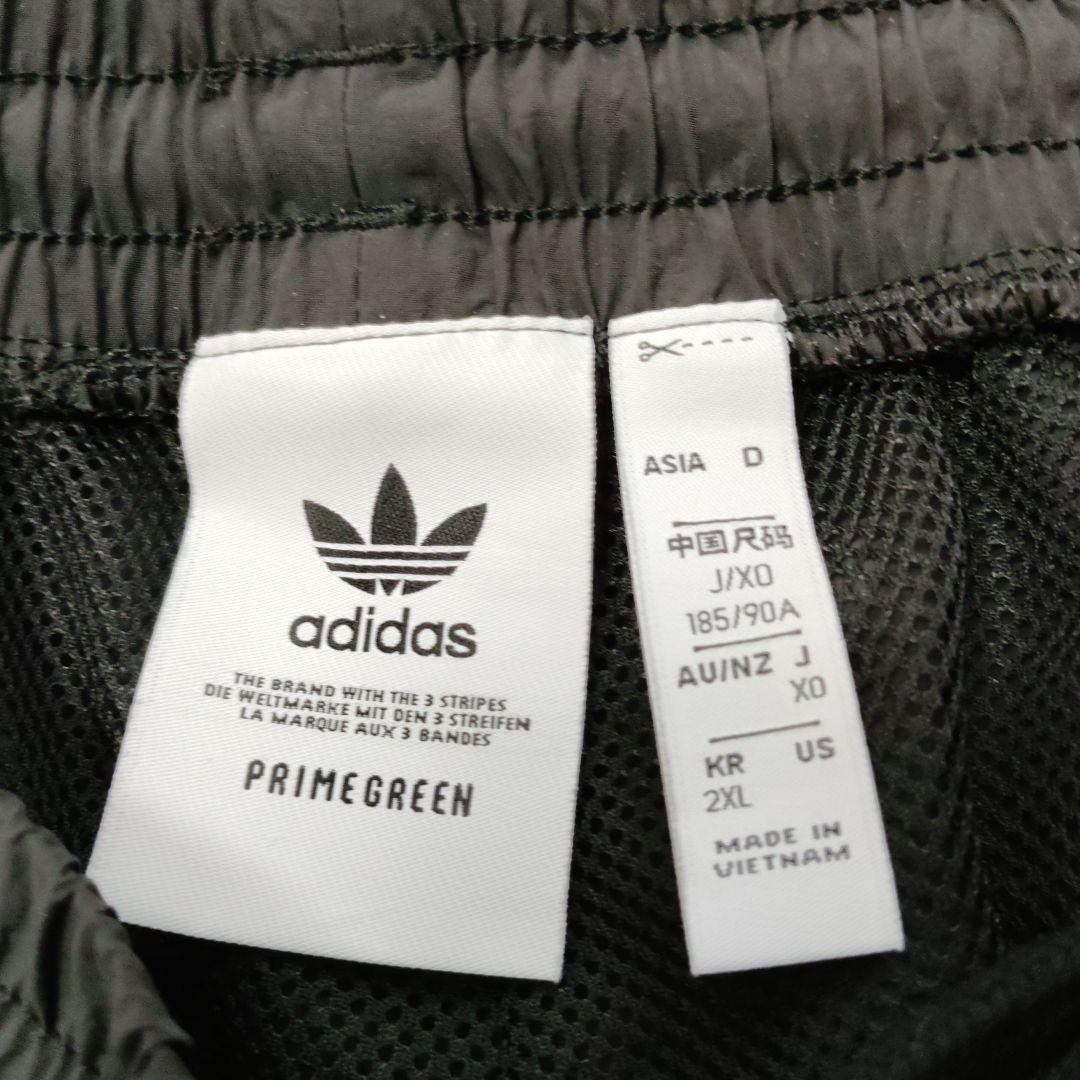 adidas
THE BRAND WITH THE 3 STRIPES
DIE WELTMARKE MIT DEN 3 STREIFEN
LA MARQUE AUX 3 BANDES
PRIMEGREEN
ASIA D
中国尺码
J/XO
185/90A
AU/NZ J
XO
KR US
2XL
MADE IN
VIETNAM